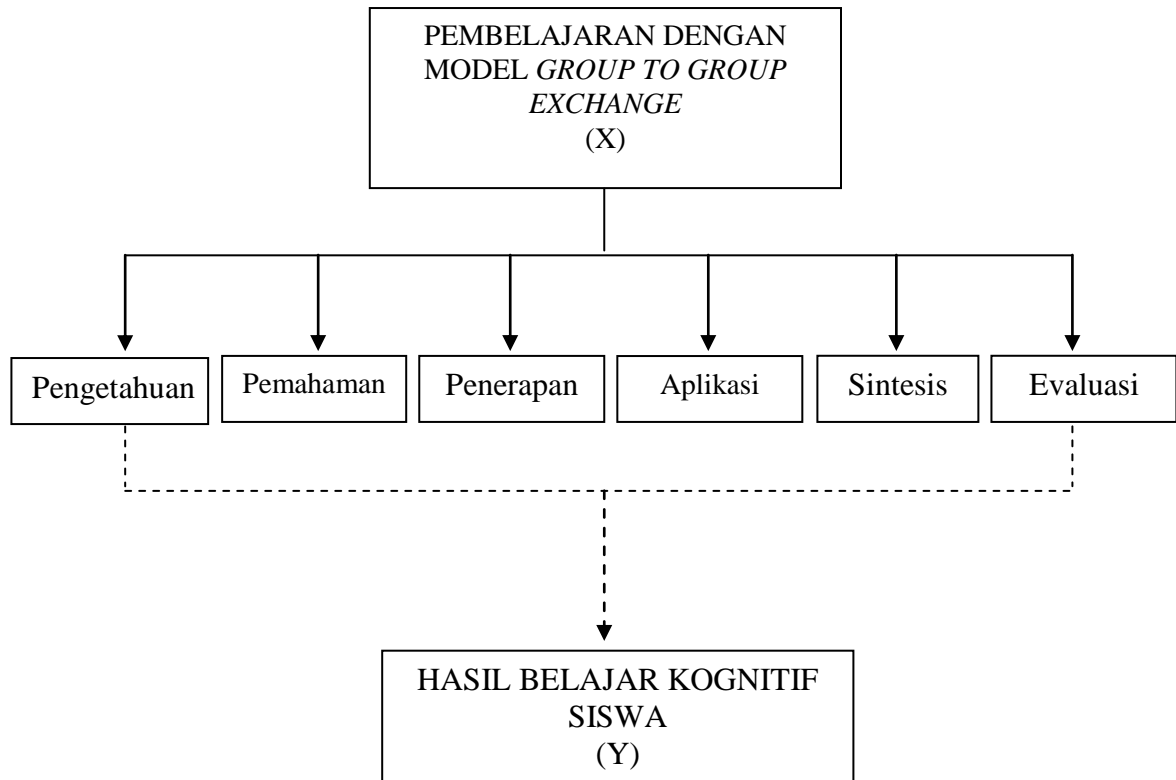 PEMBELAJARAN DENGAN
MODEL GROUP TO GROUP
EXCHANGE
(X)
Pengetahuan
Pemahaman
Penerapan
Aplikasi
Sintesis
Evaluasi
HASIL BELAJAR KOGNITIF
SISWA
(Y)